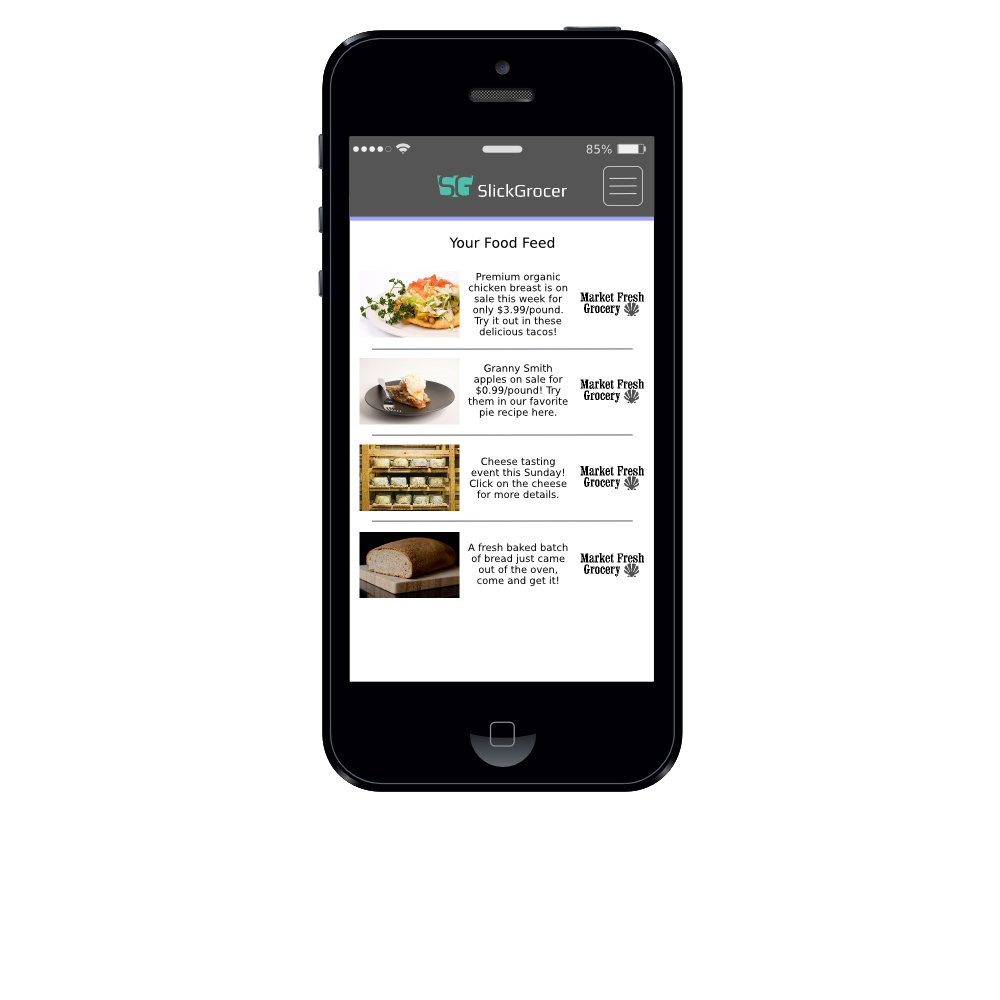 85%
SG SlickGrocer
Your Food Feed
Premium organic
chicken breast is on
sale this week for
only $3.99/pound.
Try it out in these
delicious tacos!
Market Fresh
Grocery
Granny Smith
apples on sale for
$0.99/pound! Try
them in our favorite
pie recipe here.
Market Fresh
Grocery
Cheese tasting
event this Sunday!
Click on the cheese
for more details.
Market Fresh
Grocery
A fresh baked batch
of bread just came
out of the oven,
come and get it!
Market Fresh
Grocery